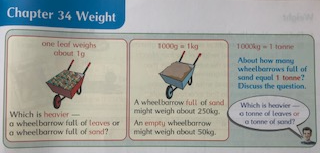 Chapter 34 Weight
one leaf weighs
about 1g
Which is heavier —
a wheelbarrow full of leaves or
a wheelbarrow full of sand?
1000g = 1kg
A wheelbarrow full of sand
might weigh about 250kg.
An empty wheelbarrow
might weigh about 50kg.
1000kg = 1 tonne
About how many
wheelbarrows full of
sand equal 1 tonne?
Discuss the question.
Which is heavier —
a tonne of leaves or
a tonne of sand?